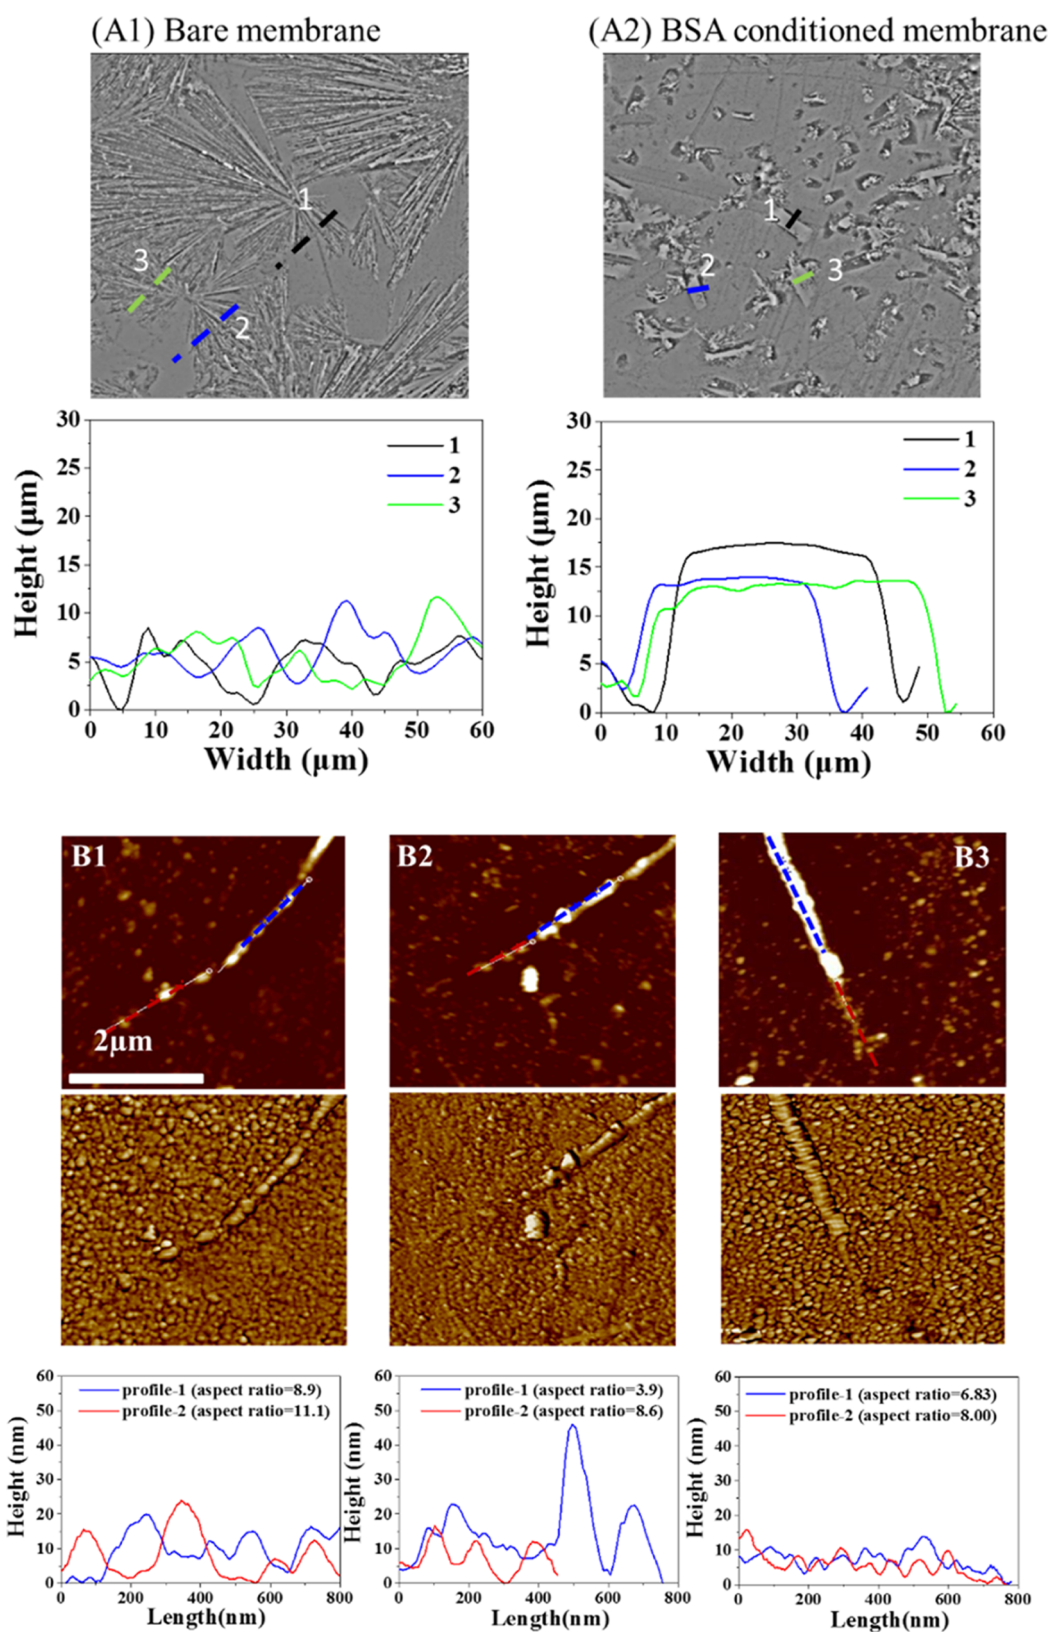 (A1) Bare membrane
(A2) BSA conditioned membrane
1
3
2
1
2
3
30
25
20
15
10
5
0
Height (μm)
1
2
3
0 10 20 30 40 50 60
Width (μm)
30
25
20
15
10
5
0
Height (μm)
1
2
3
0 10 20 30 40 50 60
Width (μm)
B1
2μm
B2
B3
60
50
40
30
20
10
0
Height (nm)
profile-1 (aspect ratio=8.9)
profile-2 (aspect ratio=11.1)
0 200 400 600 800
Length(nm)
60
50
40
30
20
10
0
Height (nm)
profile-1 (aspect ratio=3.9)
profile-2 (aspect ratio=8.6)
0 200 400 600 800
Length(nm)
60
50
40
30
20
10
0
Height (nm)
profile-1 (aspect ratio=6.83)
profile-2 (aspect ratio=8.00)
0 200 400 600 800
Length(nm)